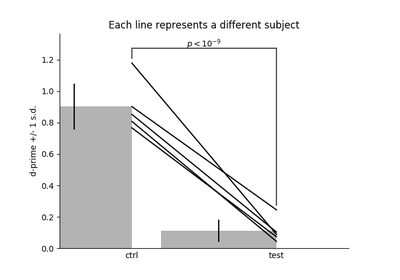 Each line represents a different subject
p < 10⁻⁹
d-prime +/- 1 s.d.
1.2
1.0
0.8
0.6
0.4
0.2
0.0
ctrl test